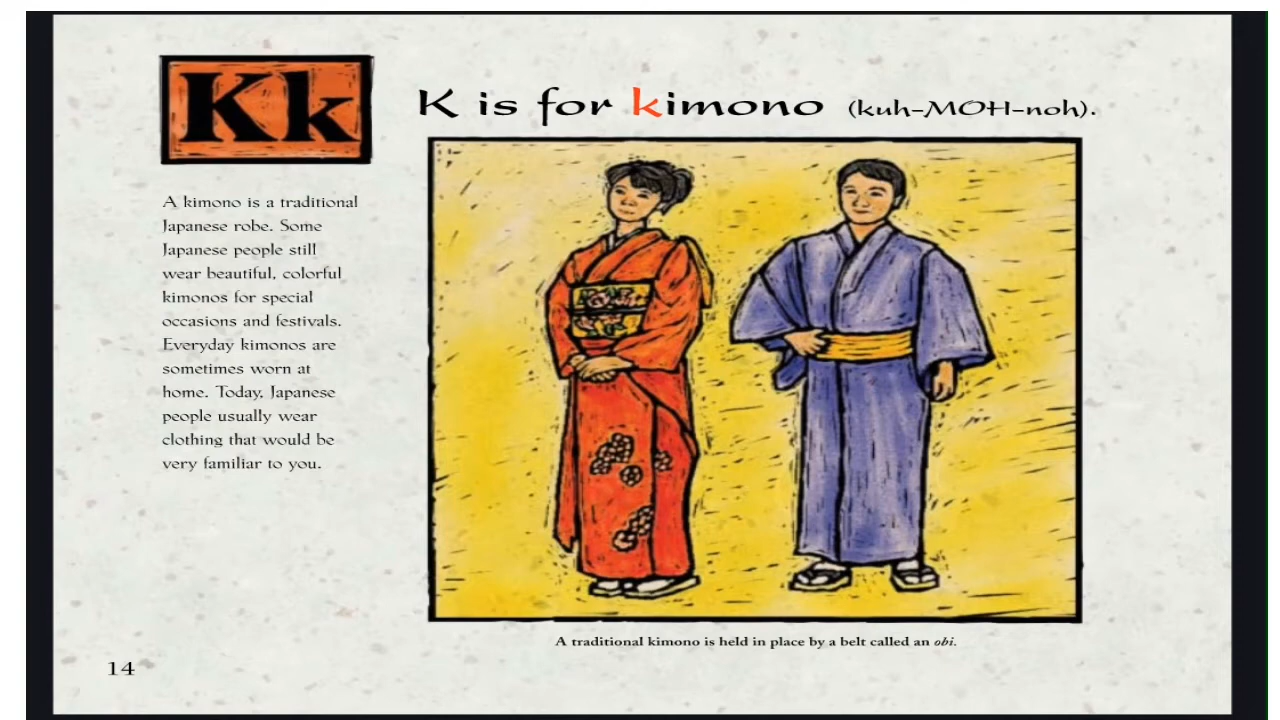 Kk
K is for kimono (kuh-MOH-noh).
A kimono is a traditional
Japanese robe. Some
Japanese people still
wear beautiful, colorful
kimonos for special
occasions and festivals.
Everyday kimonos are
sometimes worn at
home. Today, Japanese
people usually wear
clothing that would be
very familiar to you.
A traditional kimono is held in place by a belt called an obi.
14